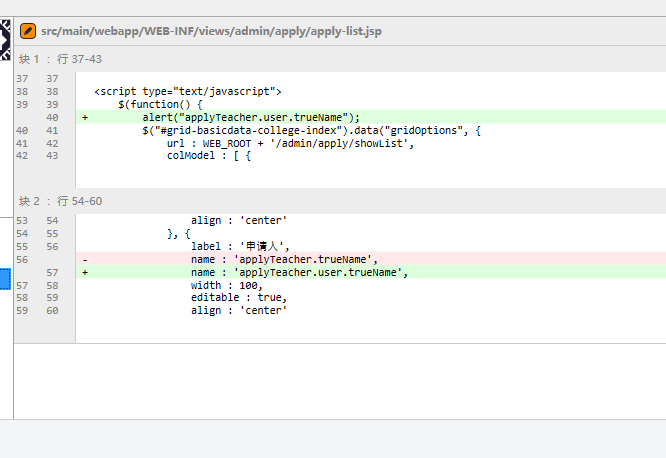 src/main/webapp/WEB-INF/views/admin/apply/apply-list.jsp
块 1 : 行 37-43
37 37
38 38 <script type="text/javascript">
39 39 $(function() {
40 + alert("applyTeacher.user.trueName");
40 41 $("#grid-basicdata-college-index").data("gridOptions", {
41 42 url : WEB_ROOT + '/admin/apply/showList',
42 43 colModel : [ {
块 2 : 行 54-60
53 54 align : 'center'
54 55 }, {
55 56 label : '申请人',
56 - name : 'applyTeacher.trueName',
57 + name : 'applyTeacher.user.trueName',
57 58 width : 100,
58 59 editable : true,
59 60 align : 'center'